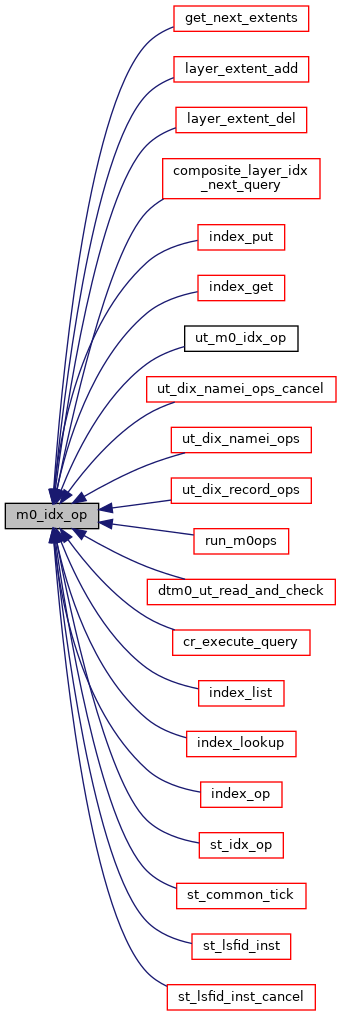 get_next_extents
layer_extent_add
layer_extent_del
composite_layer_idx
_next_query
index_put
index_get
ut_m0_idx_op
ut_dix_namei_ops_cancel
ut_dix_namei_ops
ut_dix_record_ops
m0_idx_op
run_m0ops
dtm0_ut_read_and_check
cr_execute_query
index_list
index_lookup
index_op
st_idx_op
st_common_tick
st_lsfid_inst
st_lsfid_inst_cancel